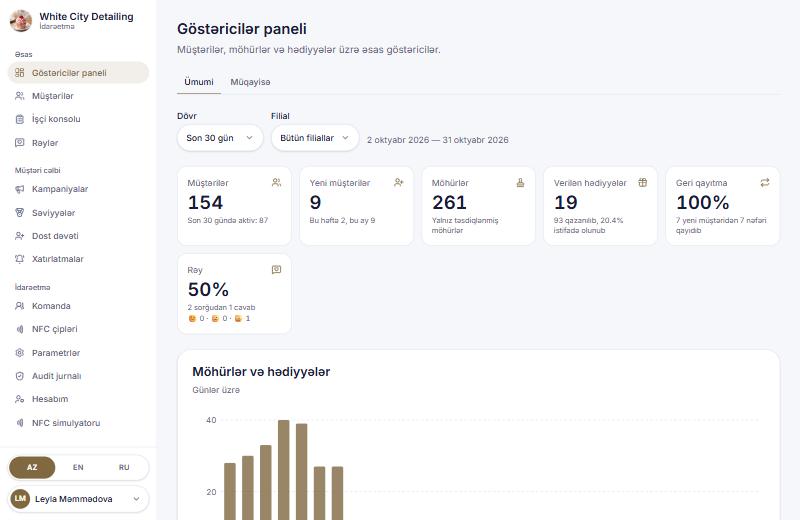 White City Detailing
İdarəetmə
Əsas
Göstəricilər paneli
Müştərilər
İşçi konsolu
Rəylər
Müştəri cəlbi
Kampaniyalar
Səviyyələr
Dost dəvəti
Xatırlatmalar
İdarəetmə
Komanda
NFC çipləri
Parametrlər
Audit jurnalı
Hesabım
NFC simulyatoru
AZ EN RU
LM Leyla Məmmədova
Göstəricilər paneli
Müştərilər, möhürlər və hədiyyələr üzrə əsas göstəricilər.
Ümumi Müqayisə
Dövr Filial
Son 30 gün Bütün filiallar 2 oktyabr 2026 — 31 oktyabr 2026
Müştərilər
154
Son 30 gündə aktiv: 87
Yeni müştərilər
9
Bu həftə 2, bu ay 9
Möhürlər
261
Yalnız təsdiqlənmiş
möhürlər
Verilən hədiyyələr
19
93 qazanılıb, 20.4%
istifadə olunub
Geri qayıtma
100%
7 yeni müştəridən 7 nəfəri
qayıdıb
Rəy
50%
2 sorğudan 1 cavab
0 · 0 · 1
Möhürlər və hədiyyələr
Günlər üzrə
40
20